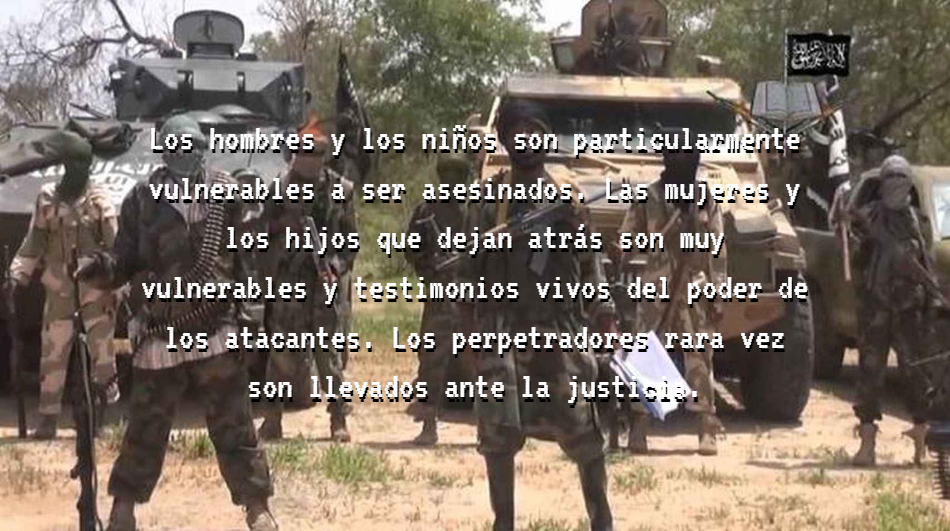 Los hombres y los niños son particularmente
vulnerables a ser asesinados. Las mujeres y
los hijos que dejan atrás son muy
vulnerables y testimonios vivos del poder de
los atacantes. Los perpetradores rara vez
son llevados ante la justicia.